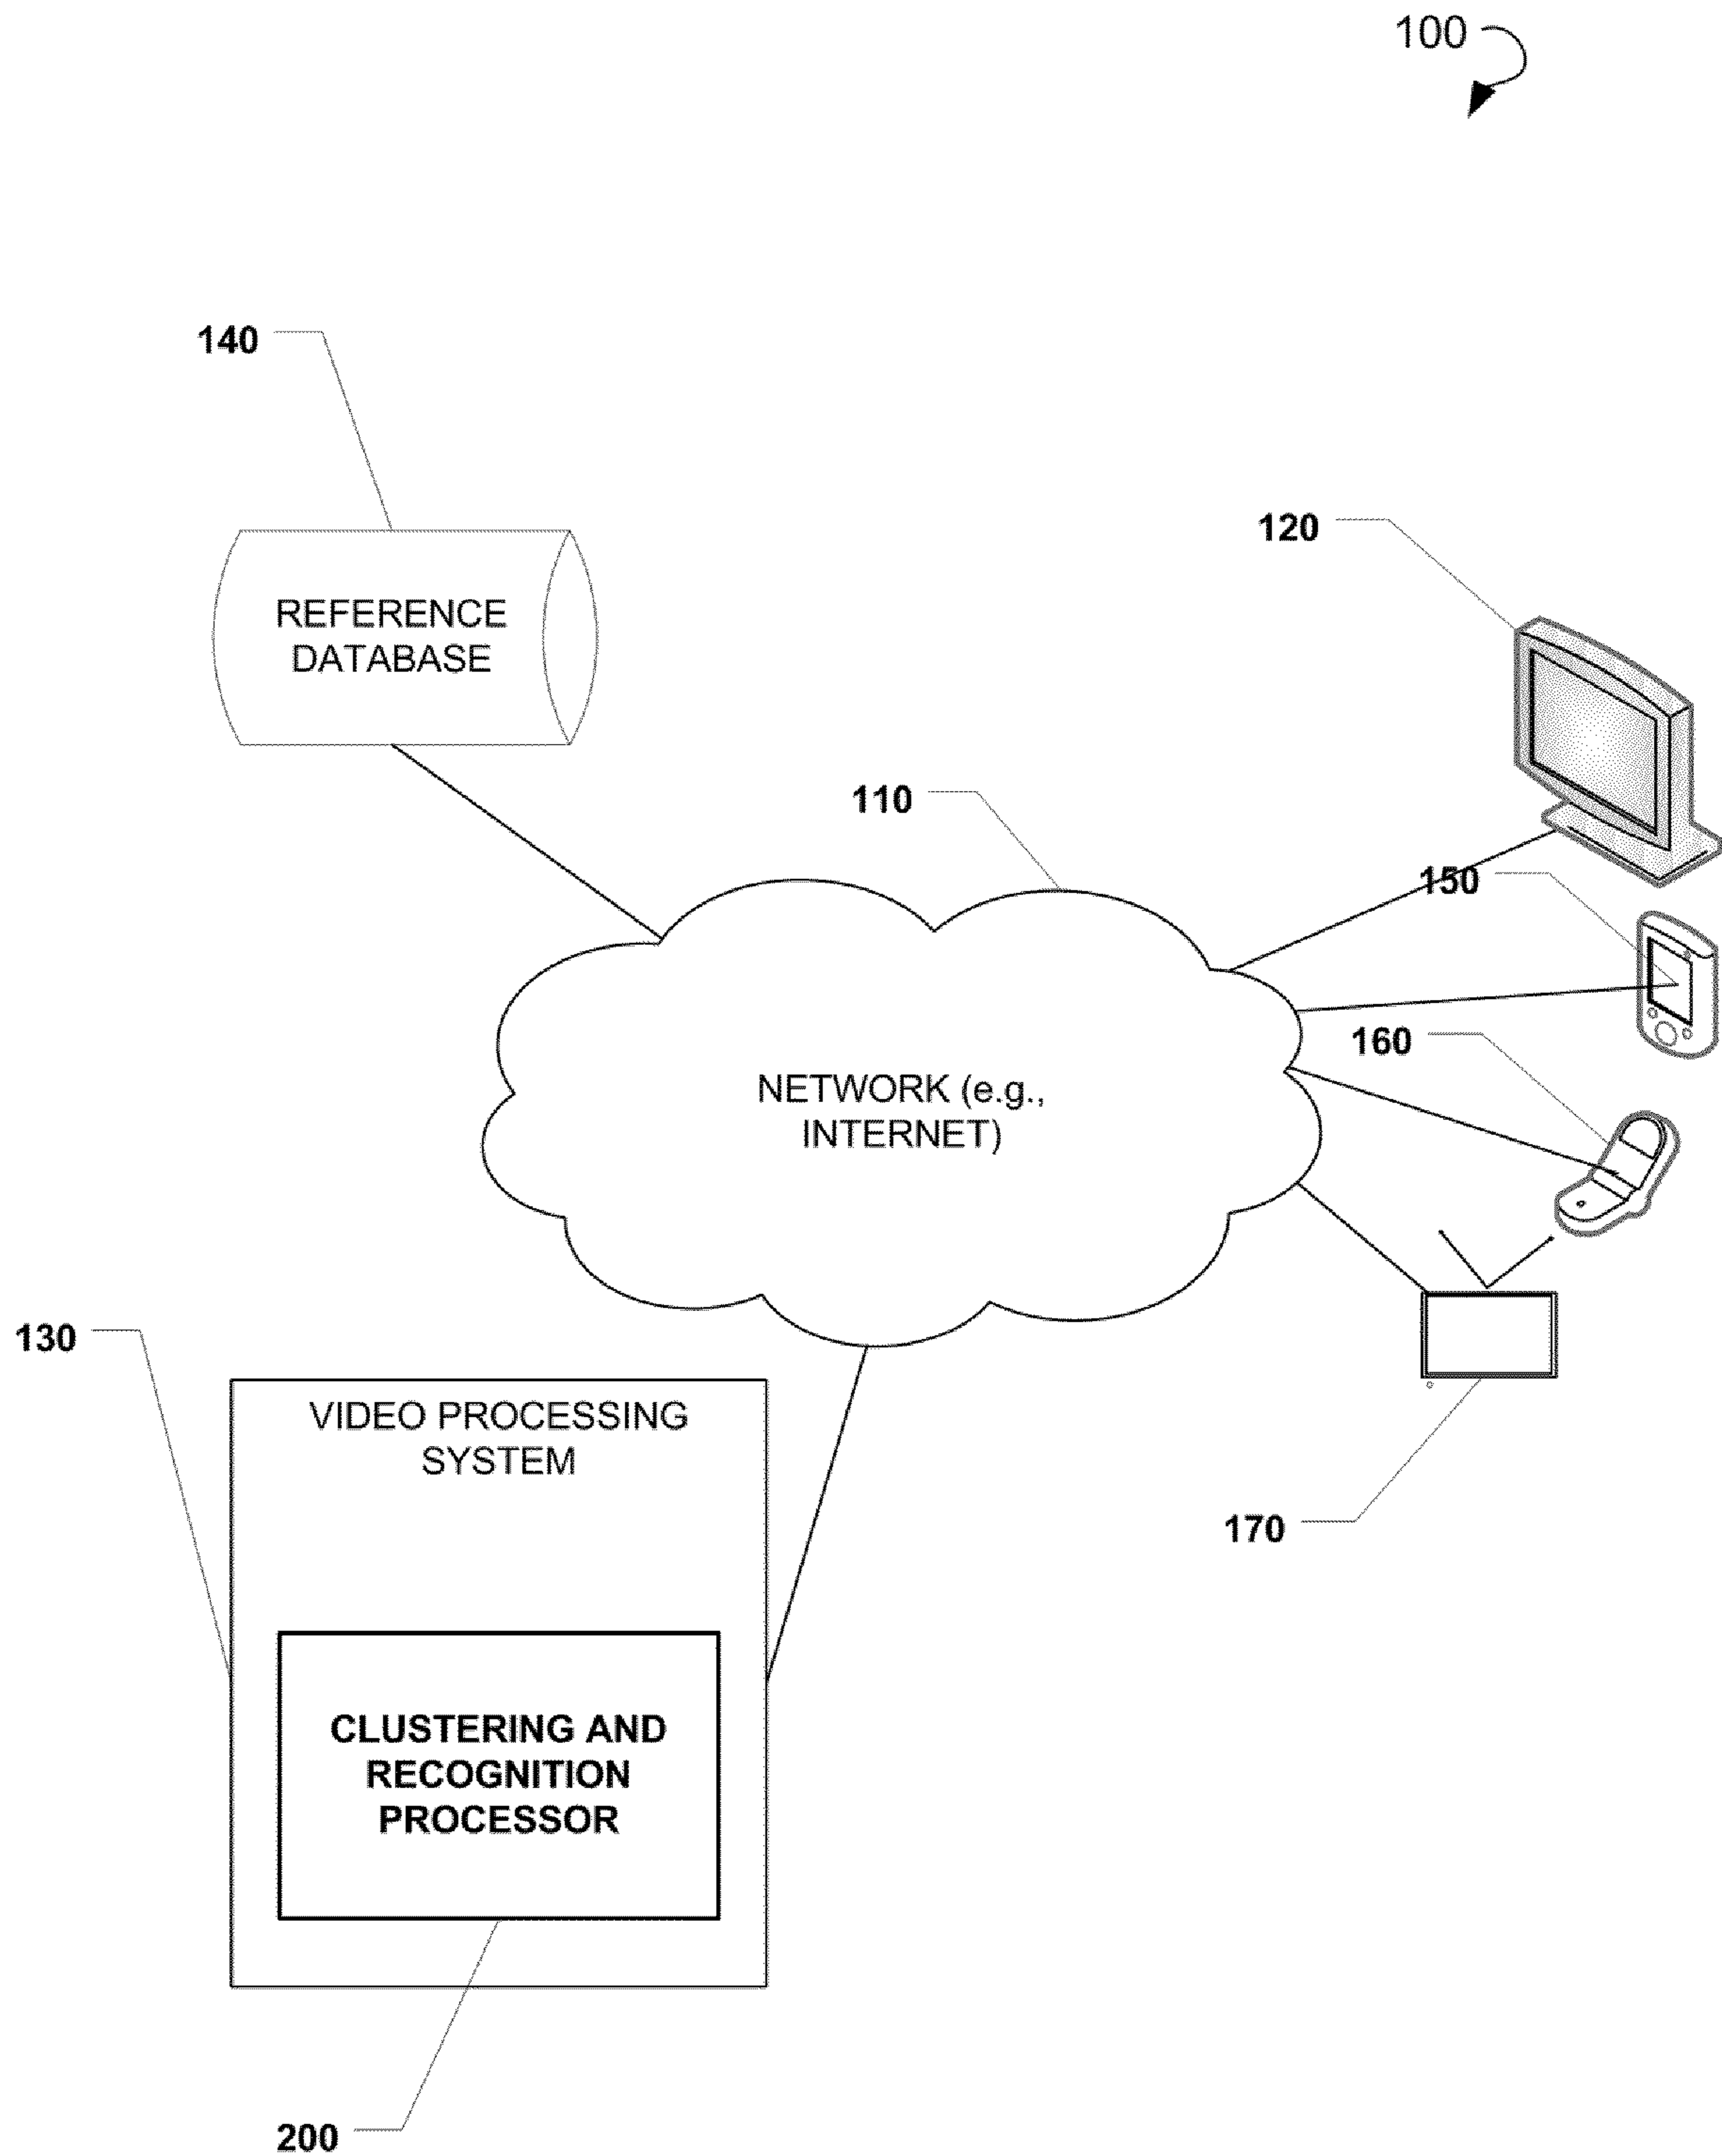 100
140
120
REFERENCE
DATABASE
110
150
160
NETWORK (e.g.,
INTERNET)
130
VIDEO PROCESSING
SYSTEM
170
CLUSTERING AND
RECOGNITION
PROCESSOR
200